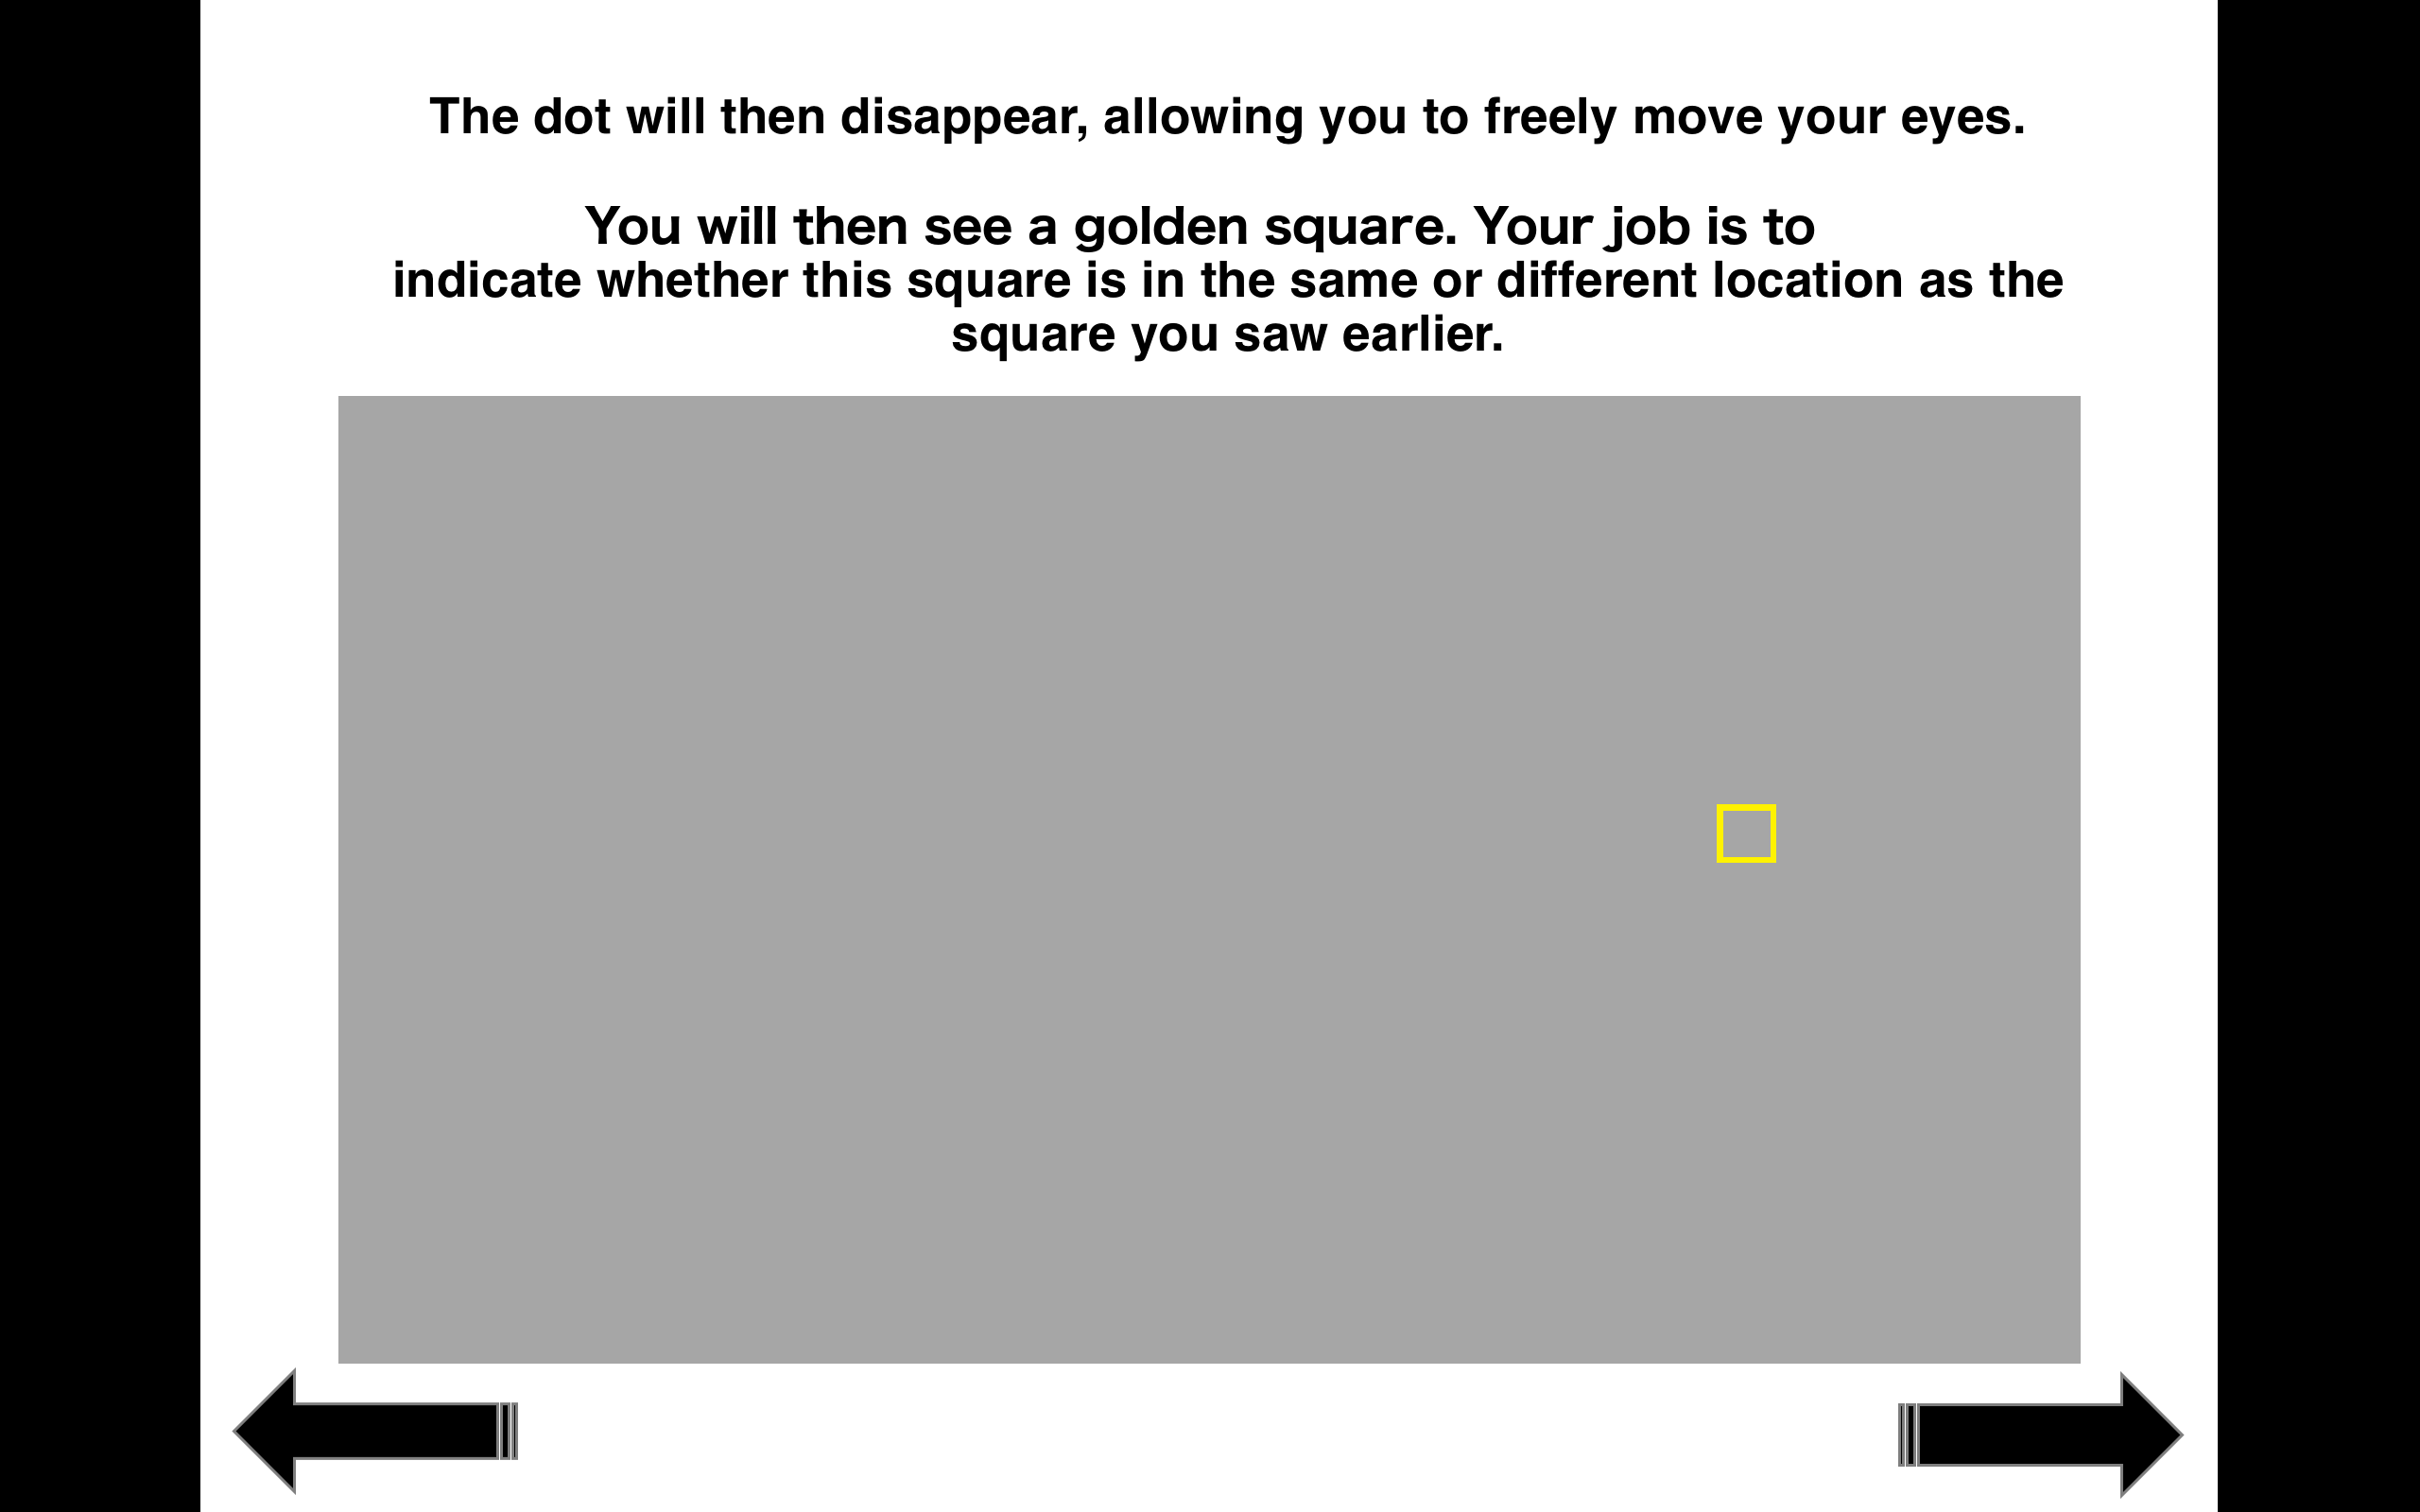 The dot will then disappear, allowing you to freely move your eyes.
You will then see a golden square. Your job is to
indicate whether this square is in the same or different location as the
square you saw earlier.